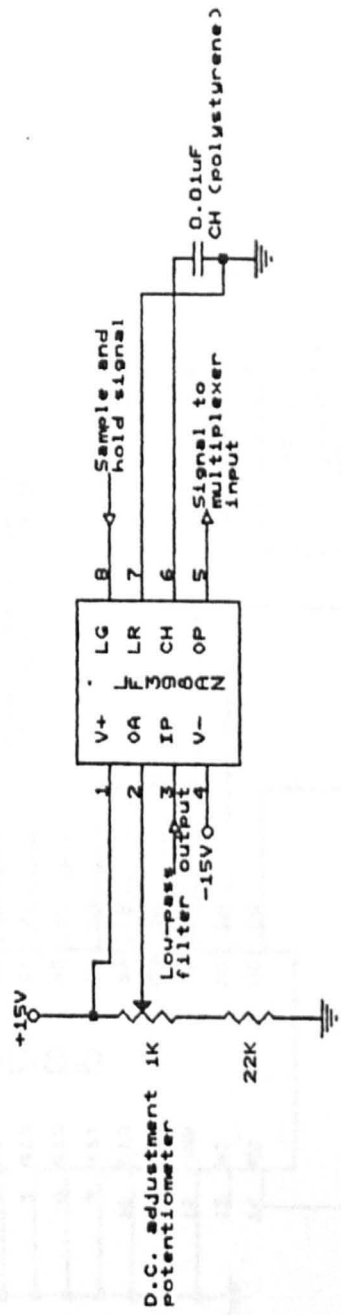 +15V
D.C. adjustment
potentiometer
1K
22K
Low-pass
filter output
-15V
1 V+
2 OA
3 IP
4 V-
LF398AN
LG 8
LR 7
CH 6
OP 5
Sample and
hold signal
Signal to
multiplexer
input
0.01uF
CH (polystyrene)